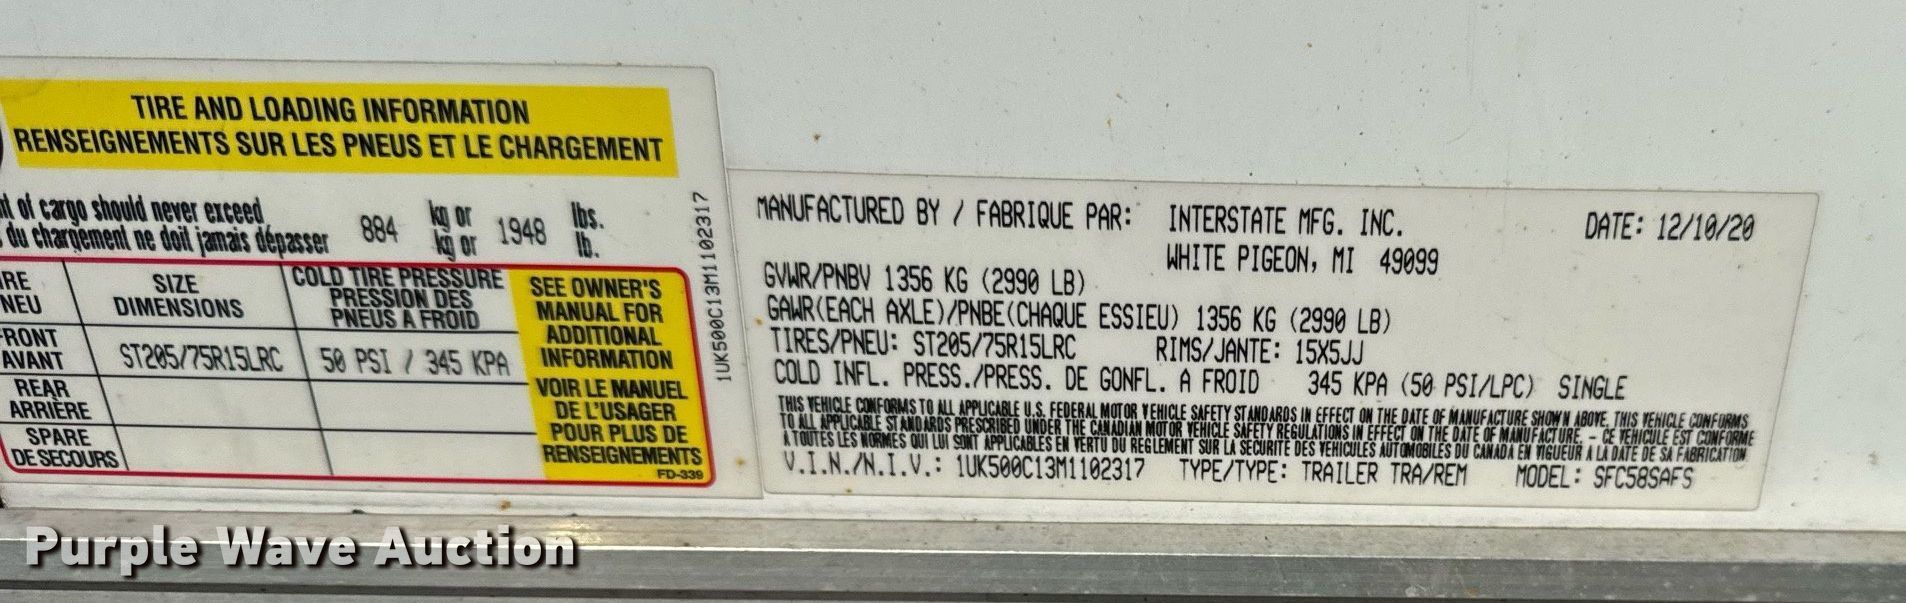 TIRE AND LOADING INFORMATION
RENSEIGNEMENTS SUR LES PNEUS ET LE CHARGEMENT
of cargo should never exceed
du chargement ne doit jamais dépasser
884 kg or 1948 lbs.
kg or lb.
SIZE
DIMENSIONS
COLD TIRE PRESSURE
PRESSION DES
PNEUS A FROID
FRONT
AVANT
ST205/75R15LRC
50 PSI / 345 KPA
REAR
ARRIÈRE
SPARE
DE SECOURS
SEE OWNER'S
MANUAL FOR
ADDITIONAL
INFORMATION
VOIR LE MANUEL
DE L'USAGER
POUR PLUS DE
RENSEIGNEMENTS
FD-339
1UK500C13M1102317
MANUFACTURED BY / FABRIQUE PAR: INTERSTATE MFG. INC. DATE: 12/10/20
WHITE PIGEON, MI 49099
GVWR/PNBV 1356 KG (2990 LB)
GAWR(EACH AXLE)/PNBE(CHAQUE ESSIEU) 1356 KG (2990 LB)
TIRES/PNEU: ST205/75R15LRC RIMS/JANTE: 15X5JJ
COLD INFL. PRESS./PRESS. DE GONFL. A FROID 345 KPA (50 PSI/LPC) SINGLE
THIS VEHICLE CONFORMS TO ALL APPLICABLE U.S. FEDERAL MOTOR VEHICLE SAFETY STANDARDS IN EFFECT ON THE DATE OF MANUFACTURE SHOWN ABOVE. THIS VEHICLE CONFORMS
TO ALL APPLICABLE STANDARDS PRESCRIBED UNDER THE CANADIAN MOTOR VEHICLE SAFETY REGULATIONS IN EFFECT ON THE DATE OF MANUFACTURE. - CE VEHICULE EST CONFORME
A TOUTES LES NORMES QUI LUI SONT APPLICABLES EN VERTU DU REGLEMENT SUR LA SECURITE DES VEHICULES AUTOMOBILES DU CANADA EN VIGUEUR A LA DATE DE SA FABRICATION.
V.I.N./N.I.V.: 1UK500C13M1102317 TYPE/TYPE: TRAILER TRA/REM MODEL: SFC58SAFS
Purple Wave Auction